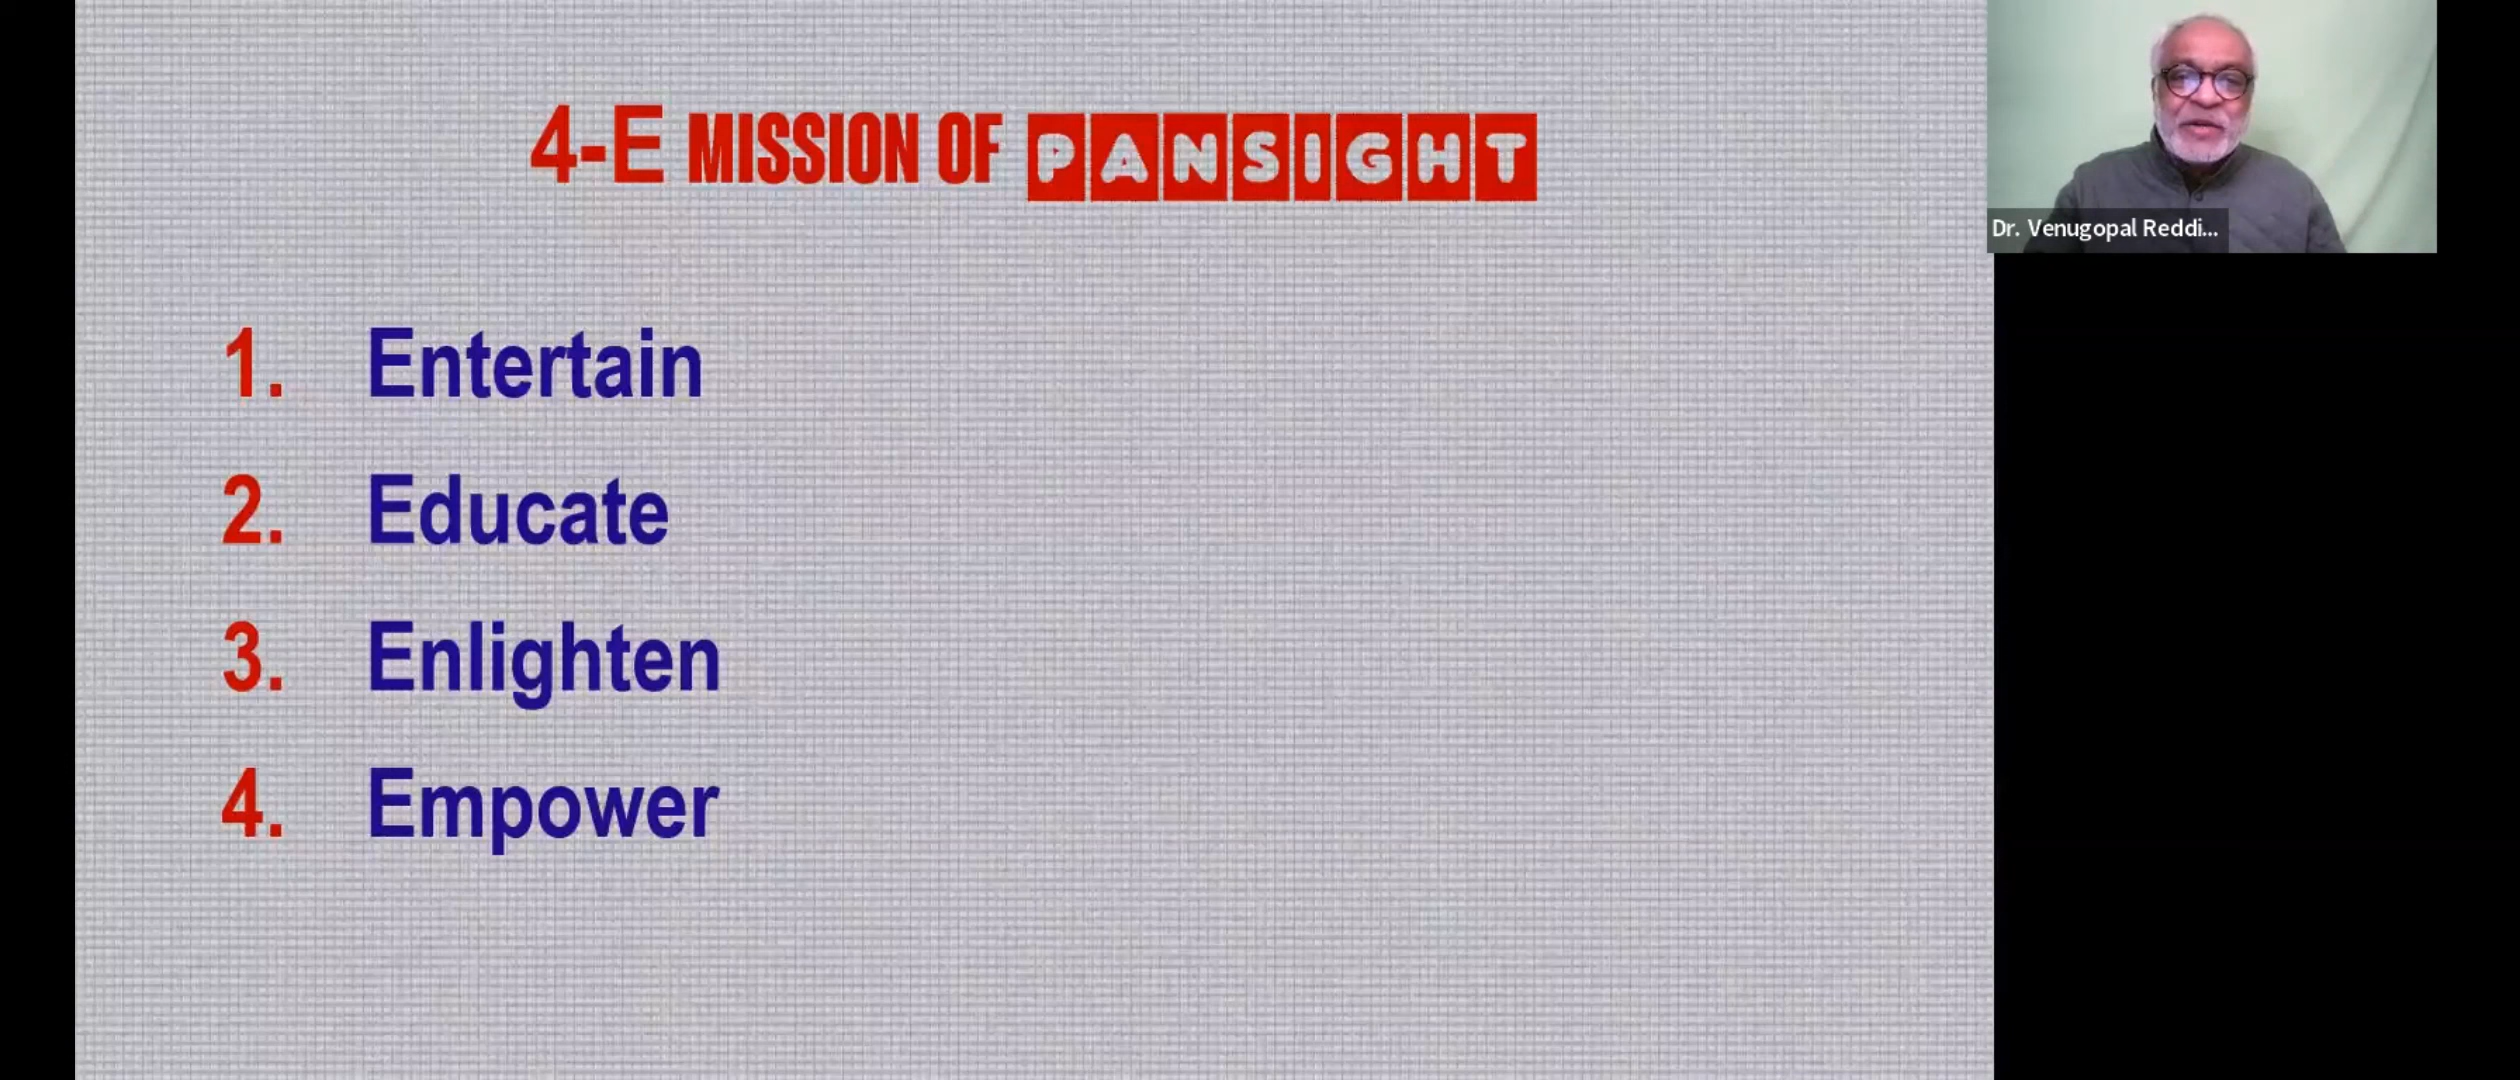 4-E MISSION OF PANSIGHT
1. Entertain
2. Educate
3. Enlighten
4. Empower
Dr. Venugopal Reddi...